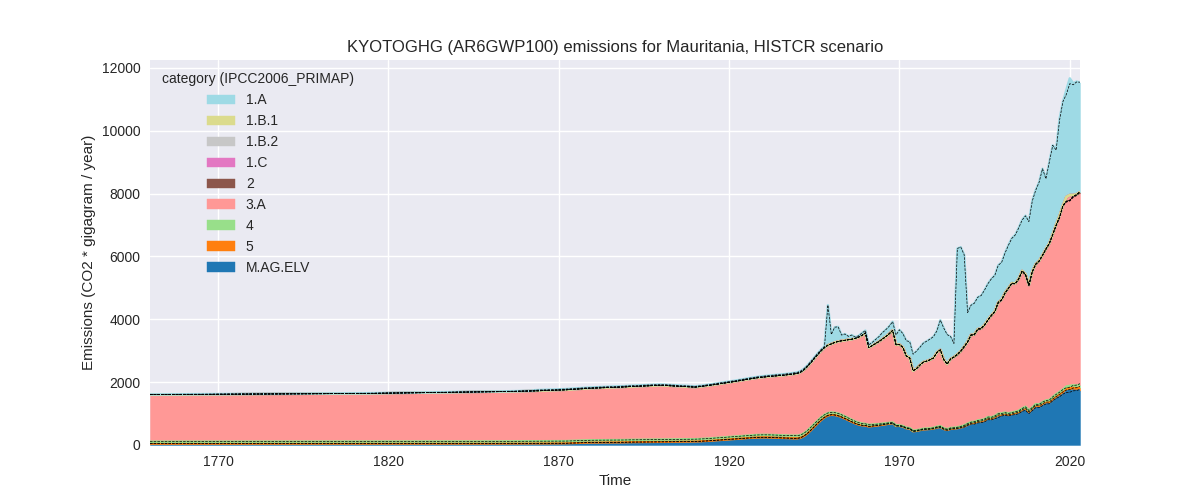 KYOTOGHG (AR6GWP100) emissions for Mauritania, HISTCR scenario
12000
10000
8000
6000
4000
2000
0
Emissions (CO2 * gigagram / year)
category (IPCC2006_PRIMAP)
1.A
1.B.1
1.B.2
1.C
2
3.A
4
5
M.AG.ELV
1770
1820
1870
1920
1970
2020
Time